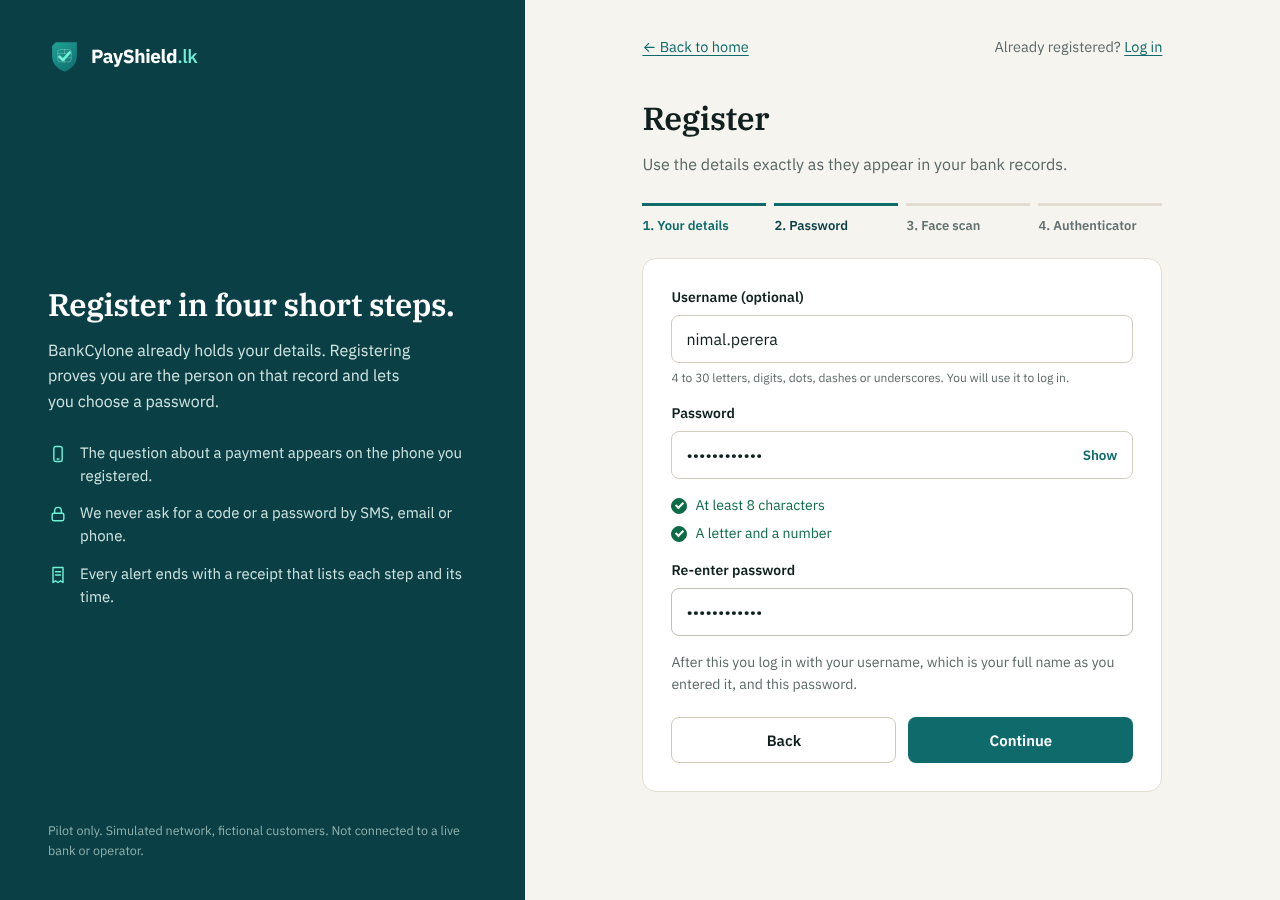 PayShield.lk
Register in four short steps.
BankCylone already holds your details. Registering
proves you are the person on that record and lets
you choose a password.
The question about a payment appears on the phone you
registered.
We never ask for a code or a password by SMS, email or
phone.
Every alert ends with a receipt that lists each step and its
time.
Pilot only. Simulated network, fictional customers. Not connected to a live
bank or operator.
← Back to home
Already registered? Log in
Register
Use the details exactly as they appear in your bank records.
1. Your details
2. Password
3. Face scan
4. Authenticator
Username (optional)
nimal.perera
4 to 30 letters, digits, dots, dashes or underscores. You will use it to log in.
Password
••••••••••••
Show
At least 8 characters
A letter and a number
Re-enter password
••••••••••••
After this you log in with your username, which is your full name as you
entered it, and this password.
Back
Continue